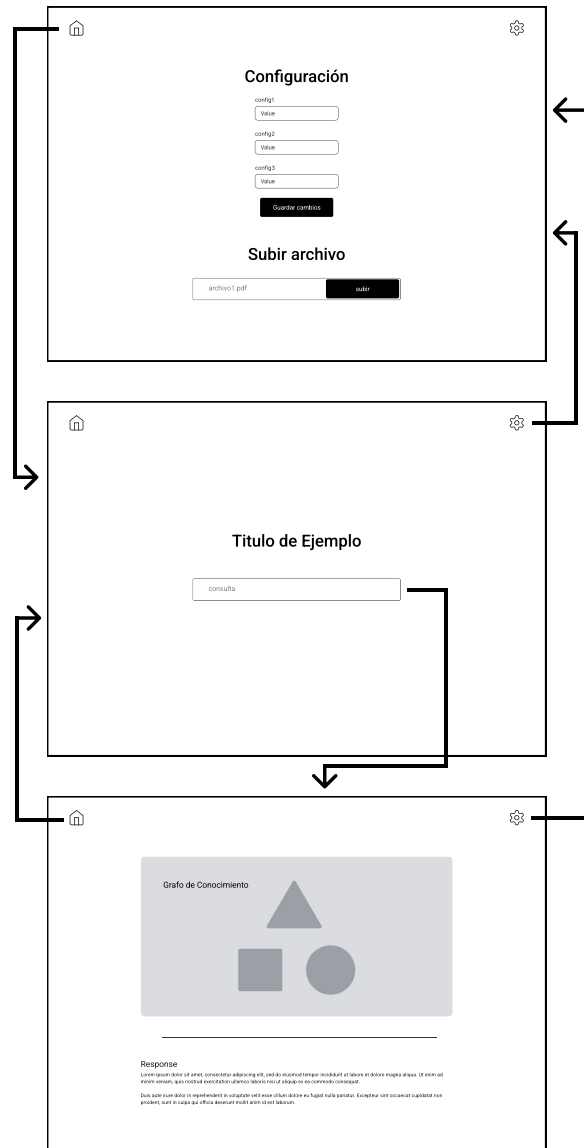 Configuración
config1
Value
config2
Value
config3
Value
Guardar cambios
Subir archivo
archivo1.pdf
subir
Titulo de Ejemplo
consulta
Grafo de Conocimiento
Response
Lorem ipsum dolor sit amet, consectetur adipiscing elit, sed do eiusmod tempor incididunt ut labore et dolore magna aliqua. Ut enim ad
minim veniam, quis nostrud exercitation ullamco laboris nisi ut aliquip ex ea commodo consequat.
Duis aute irure dolor in reprehenderit in voluptate velit esse cillum dolore eu fugiat nulla pariatur. Excepteur sint occaecat cupidatat non
proident, sunt in culpa qui officia deserunt mollit anim id est laborum.